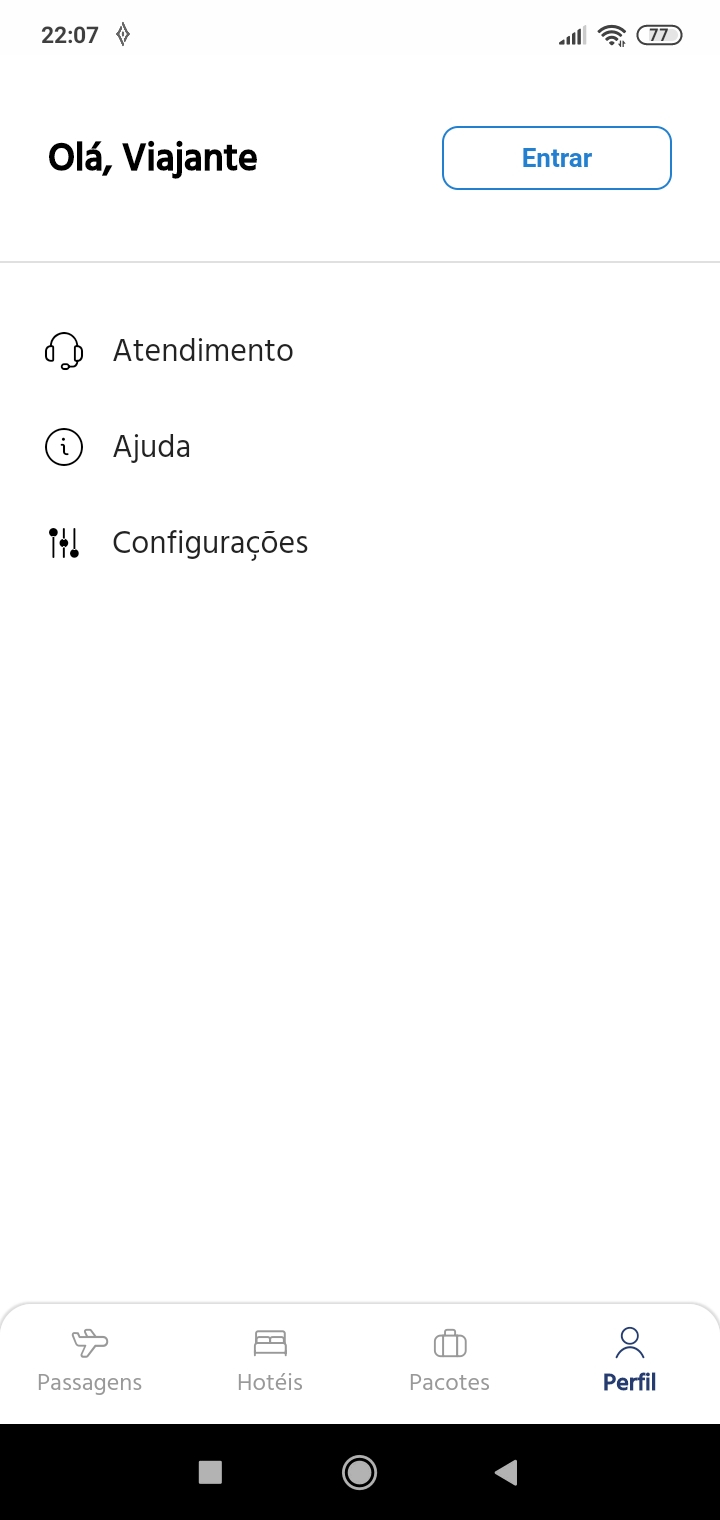 22:07
77
Olá, Viajante
Entrar
Atendimento
Ajuda
Configurações
Passagens
Hotéis
Pacotes
Perfil